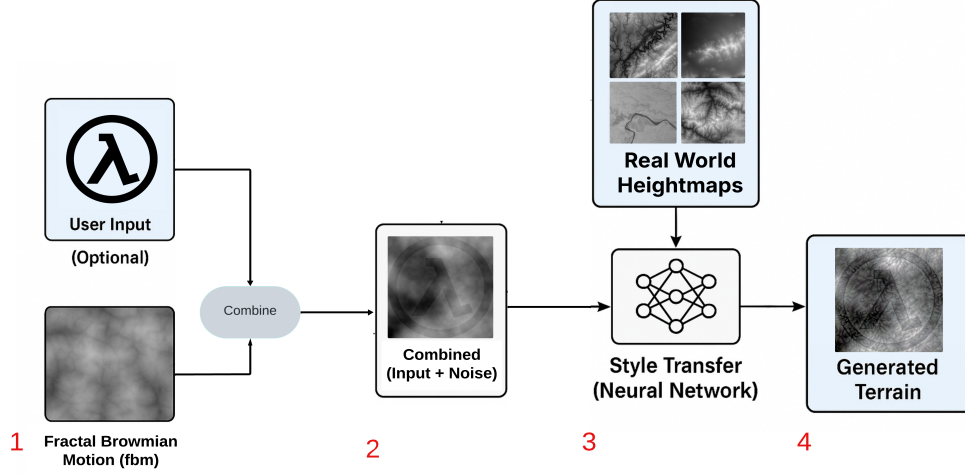 λ
User Input
(Optional)
Combine
1
Fractal Browmian
Motion (fbm)
Combined
(Input + Noise)
2
Real World
Heightmaps
Style Transfer
(Neural Network)
3
Generated
Terrain
4